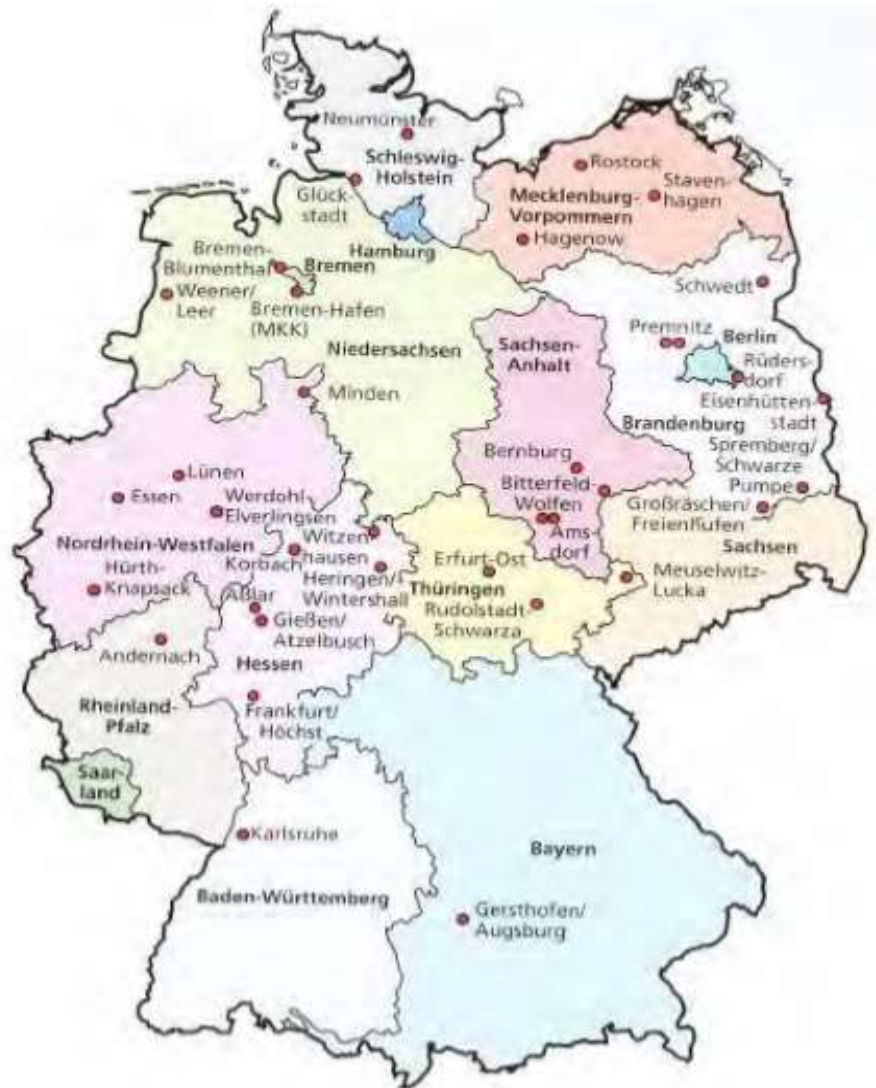 Neumünster
Schleswig-
Holstein
Glück-
stadt
Hamburg
Rostock
Staven-
hagen
Mecklenburg-
Vorpommern
Hagenow
Bremen-
Blumenthal
Bremen
Weener/
Leer
Bremen-Hafen
(MKK)
Niedersachsen
Schwedt
Premnitz
Berlin
Rüders-
dorf
Eisenhütten-
stadt
Brandenburg
Spremberg/
Schwarze
Pumpe
Sachsen-
Anhalt
Minden
Bernburg
Bitterfeld-
Wolfen
Ams-
dorf
Großräschen/
Freienhufen
Sachsen
Lünen
Essen
Werdohl
Elverlingsen
Nordrhein-Westfalen
Hürth-
Knapsack
Witzen
hausen
Korbach
Heringen/
Wintershall
Aßlar
Gießen/
Atzelbusch
Hessen
Erfurt-Ost
Thüringen
Rudolstadt
Schwarza
Meuselwitz-
Lucka
Andernach
Rheinland-
Pfalz
Frankfurt/
Höchst
Saar-
land
Karlsruhe
Baden-Württemberg
Bayern
Gersthofen/
Augsburg